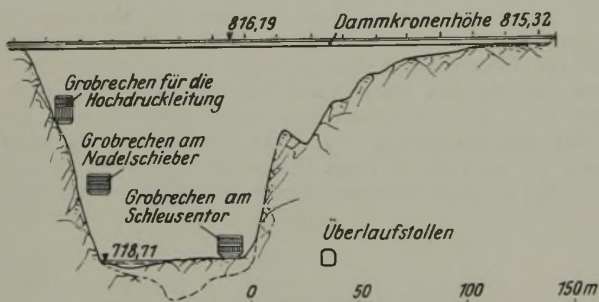 816,19
Dammkronenhöhe 815,32
Grobrechen für die
Hochdruckleitung
Grobrechen am
Nadelschieber
Grobrechen am
Schleusentor
718,71
Überlaufstollen
0 50 100 150m